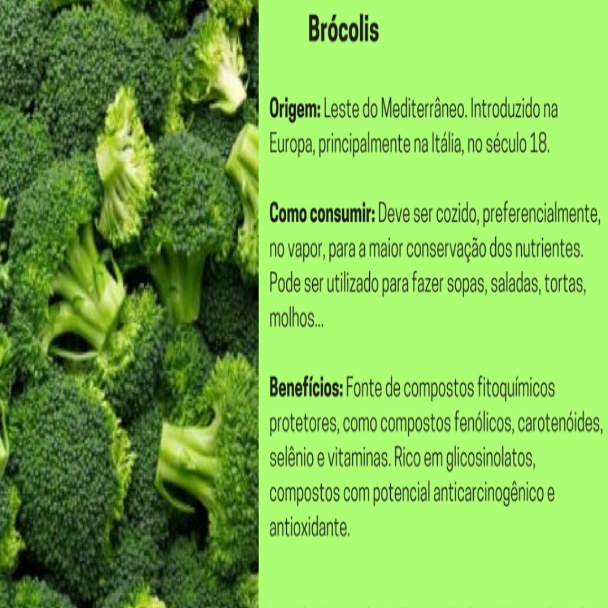 Brócolis
Origem: Leste do Mediterrâneo. Introduzido na
Europa, principalmente na Itália, no século 18.
Como consumir: Deve ser cozido, preferencialmente,
no vapor, para a maior conservação dos nutrientes.
Pode ser utilizado para fazer sopas, saladas, tortas,
molhos...
Benefícios: Fonte de compostos fitoquímicos
protetores, como compostos fenólicos, carotenóides,
selênio e vitaminas. Rico em glicosinolatos,
compostos com potencial anticarcinogênico e
antioxidante.